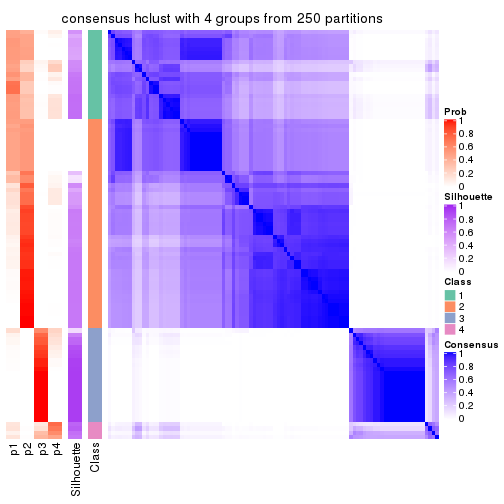 consensus hclust with 4 groups from 250 partitions
Prob
1
0.8
0.6
0.4
0.2
0
Silhouette
1
0.8
0.6
0.4
0.2
0
Class
1
2
3
4
Consensus
1
0.8
0.6
0.4
0.2
0
p1
p2
p3
p4
Silhouette
Class